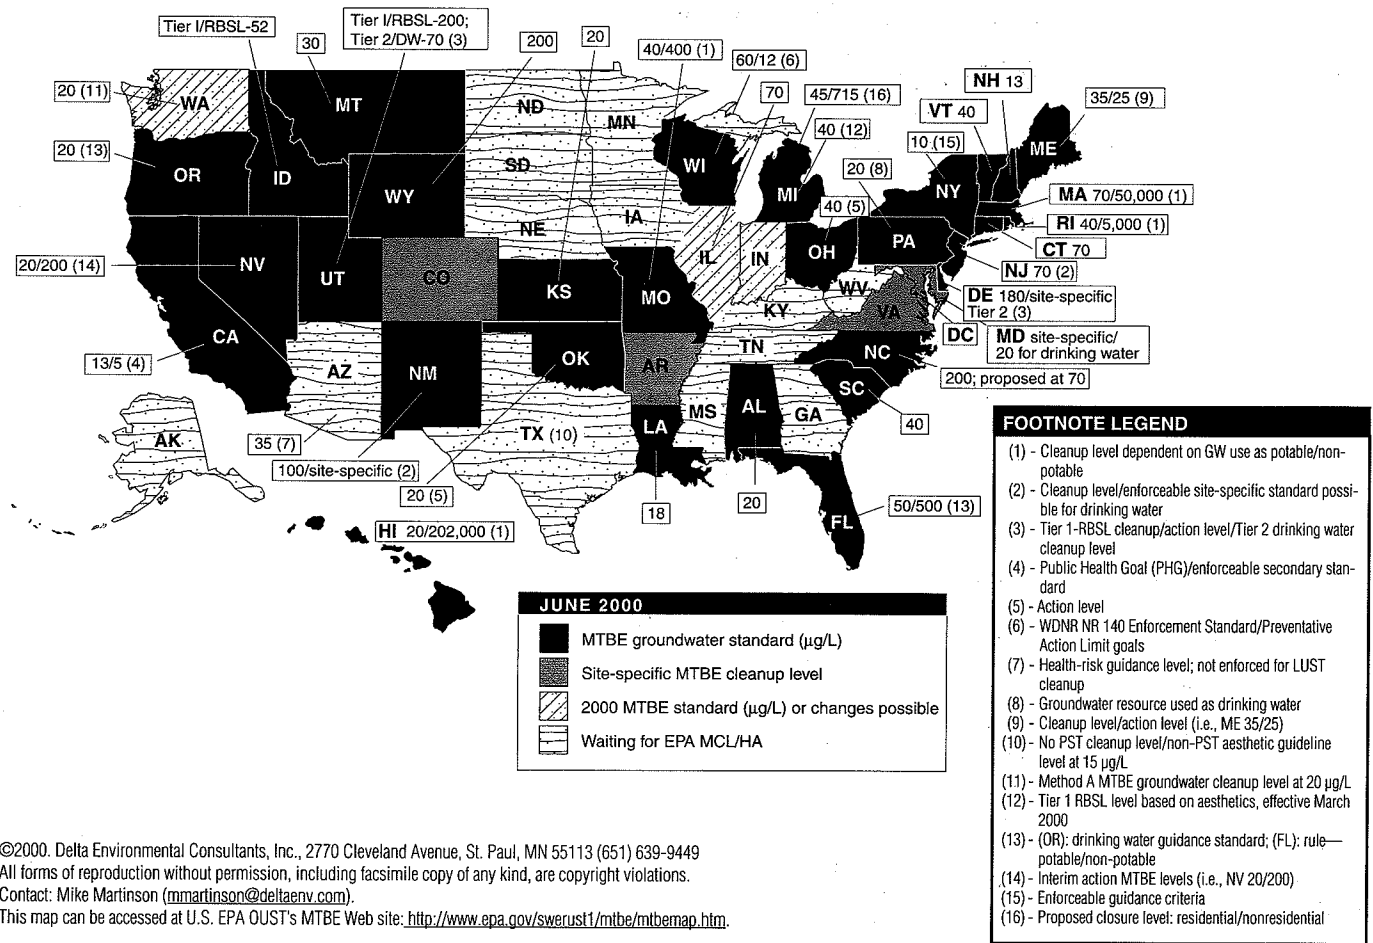 Tier I/RBSL-52
Tier I/RBSL-200;
Tier 2/DW-70 (3)
30
200
20
40/400 (1)
60/12 (6)
70
45/715 (16)
40 (12)
NH 13
VT 40
35/25 (9)
10 (15)
20 (8)
40 (5)
20 (11)
20 (13)
20/200 (14)
13/5 (4)
WA
MT
ND
MN
OR
ID
WY
SD
WI
MI
NY
ME
NE
IA
NV
UT
CO
KS
MO
IL
IN
OH
PA
WV
VA
KY
CA
AZ
NM
OK
AR
TN
NC
SC
MS
AL
GA
TX (10)
LA
FL
AK
MA 70/50,000 (1)
RI 40/5,000 (1)
CT 70
NJ 70 (2)
DE 180/site-specific
Tier 2 (3)
DC
MD site-specific/
20 for drinking water
200; proposed at 70
40
35 (7)
100/site-specific (2)
20 (5)
18
20
50/500 (13)
HI 20/202,000 (1)
JUNE 2000
MTBE groundwater standard (µg/L)
Site-specific MTBE cleanup level
2000 MTBE standard (µg/L) or changes possible
Waiting for EPA MCL/HA
FOOTNOTE LEGEND
(1) - Cleanup level dependent on GW use as potable/non-
potable
(2) - Cleanup level/enforceable site-specific standard possi-
ble for drinking water
(3) - Tier 1-RBSL cleanup/action level/Tier 2 drinking water
cleanup level
(4) - Public Health Goal (PHG)/enforceable secondary stan-
dard
(5) - Action level
(6) - WDNR NR 140 Enforcement Standard/Preventative
Action Limit goals
(7) - Health-risk guidance level; not enforced for LUST
cleanup
(8) - Groundwater resource used as drinking water
(9) - Cleanup level/action level (i.e., ME 35/25)
(10) - No PST cleanup level/non-PST aesthetic guideline
level at 15 µg/L
(11) - Method A MTBE groundwater cleanup level at 20 µg/L
(12) - Tier 1 RBSL level based on aesthetics, effective March
2000
(13) - (OR): drinking water guidance standard; (FL): rule—
potable/non-potable
(14) - Interim action MTBE levels (i.e., NV 20/200)
(15) - Enforceable guidance criteria
(16) - Proposed closure level: residential/nonresidential
©2000. Delta Environmental Consultants, Inc., 2770 Cleveland Avenue, St. Paul, MN 55113 (651) 639-9449
All forms of reproduction without permission, including facsimile copy of any kind, are copyright violations.
Contact: Mike Martinson (mmartinson@deltaenv.com).
This map can be accessed at U.S. EPA OUST's MTBE Web site: http://www.epa.gov/swerust1/mtbe/mtbemap.htm.